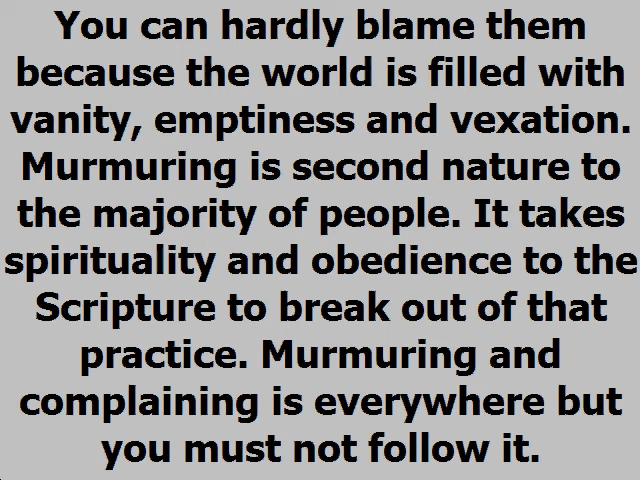 You can hardly blame them
because the world is filled with
vanity, emptiness and vexation.
Murmuring is second nature to
the majority of people. It takes
spirituality and obedience to the
Scripture to break out of that
practice. Murmuring and
complaining is everywhere but
you must not follow it.